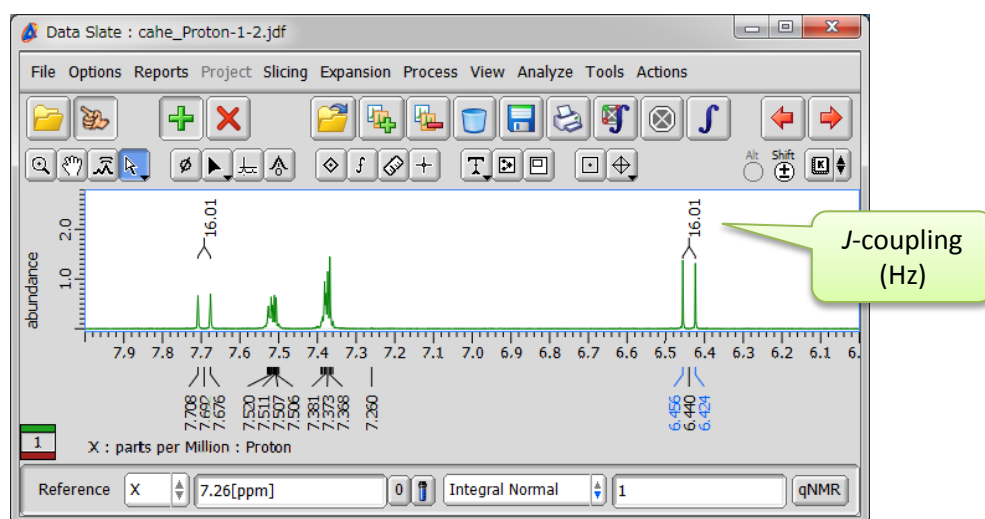 Data Slate : cahe_Proton-1-2.jdf
File Options Reports Project Slicing Expansion Process View Analyze Tools Actions
Alt Shift
K
16.01
16.01
J-coupling
(Hz)
abundance
2.0
1.0
7.9 7.8 7.7 7.6 7.5 7.4 7.3 7.2 7.1 7.0 6.9 6.8 6.7 6.6 6.5 6.4 6.3 6.2 6.1 6.
7.708 7.692 7.676 7.520 7.511 7.507 7.506 7.381 7.373 7.368 7.260 6.456 6.440 6.424
1
X : parts per Million : Proton
Reference X 7.26[ppm] 0 Integral Normal 1 qNMR